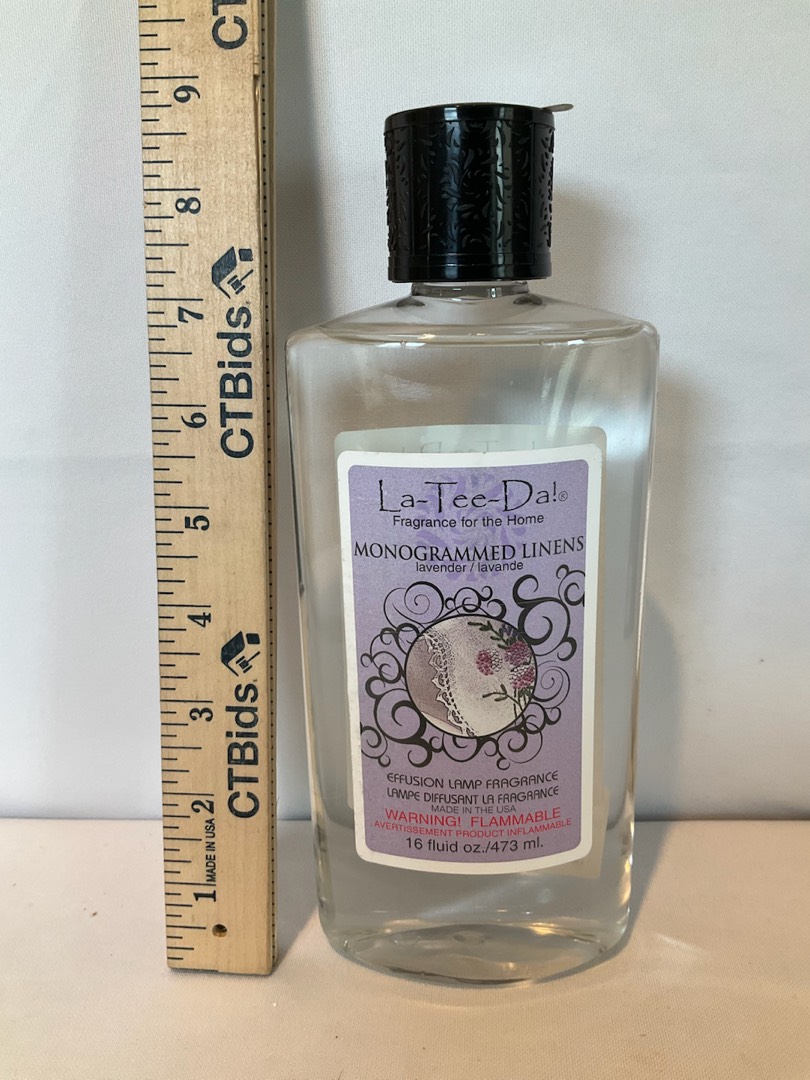 CT
9
8
7
CTBids
6
5
4
3
CTBids
2
MADE IN USA
1
La-Tee-Da!®
Fragrance for the Home
MONOGRAMMED LINENS
lavender / lavande
EFFUSION LAMP FRAGRANCE
LAMPE DIFFUSANT LA FRAGRANCE
MADE IN THE USA
WARNING! FLAMMABLE
AVERTISSEMENT PRODUCT INFLAMMABLE
16 fluid oz./473 ml.